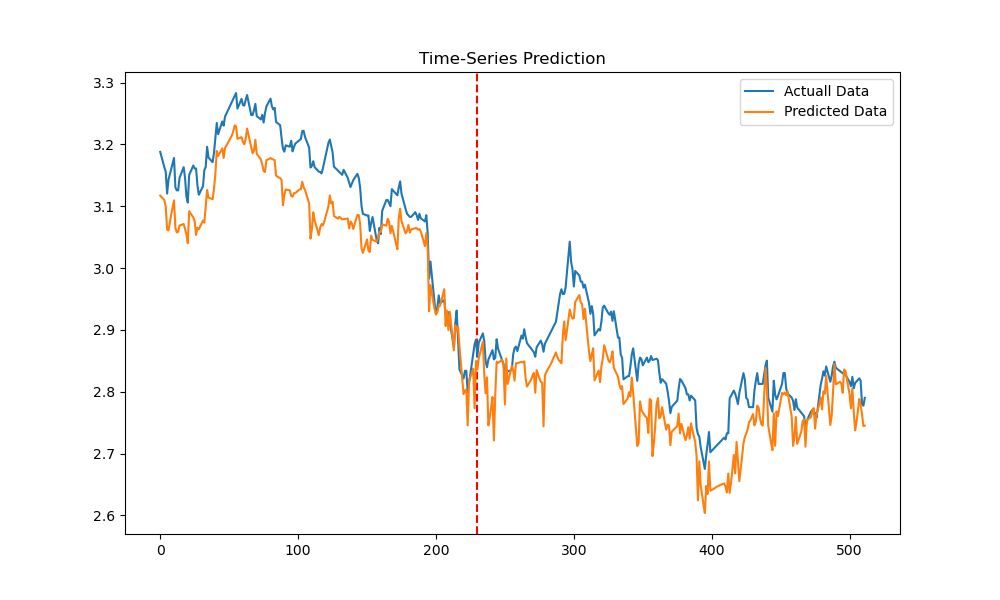 Time-Series Prediction
Actuall Data
Predicted Data
3.3
3.2
3.1
3.0
2.9
2.8
2.7
2.6
0 100 200 300 400 500